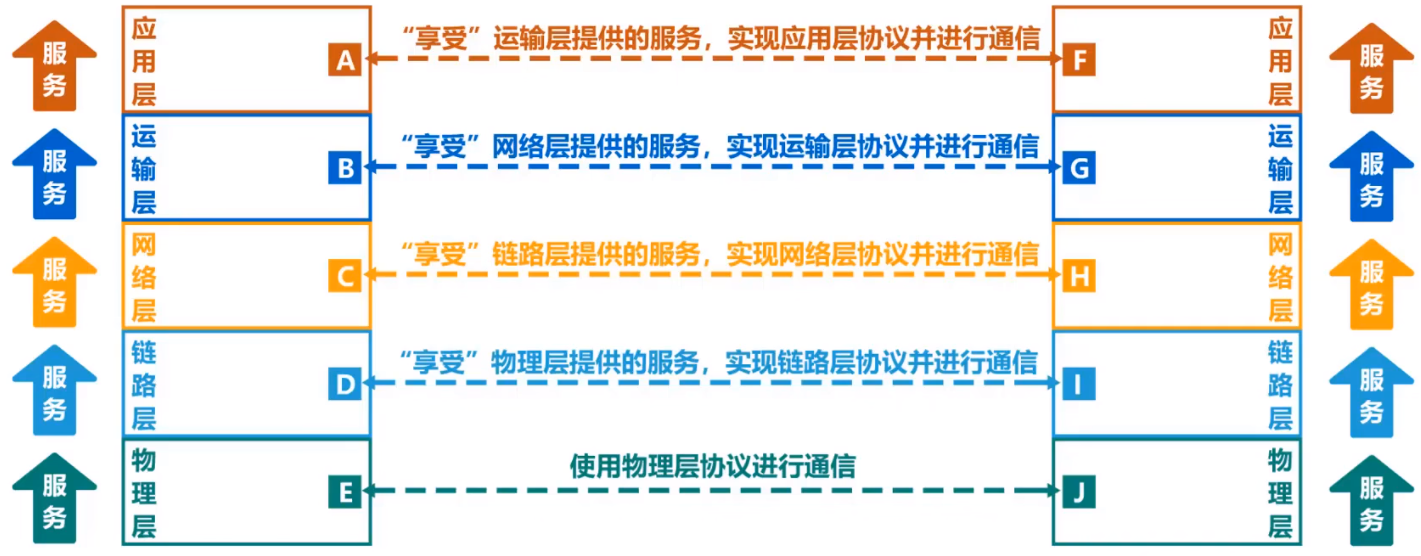 服务 应用层 A “享受”运输层提供的服务，实现应用层协议并进行通信 F 应用层 服务
服务 运输层 B “享受”网络层提供的服务，实现运输层协议并进行通信 G 运输层 服务
服务 网络层 C “享受”链路层提供的服务，实现网络层协议并进行通信 H 网络层 服务
服务 链路层 D “享受”物理层提供的服务，实现链路层协议并进行通信 I 链路层 服务
服务 物理层 E 使用物理层协议进行通信 J 物理层 服务